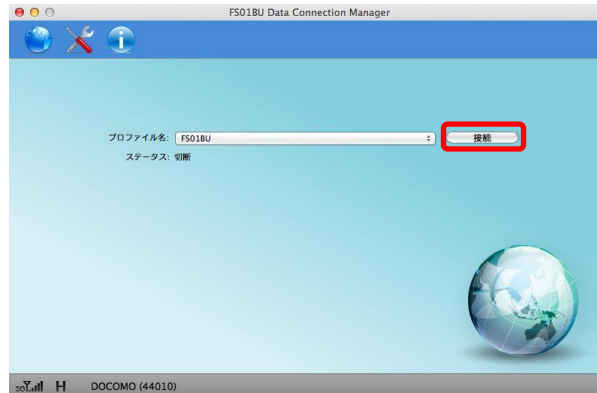 FS01BU Data Connection Manager
プロファイル名: FS01BU 接続
ステータス: 切断
3G H DOCOMO (44010)